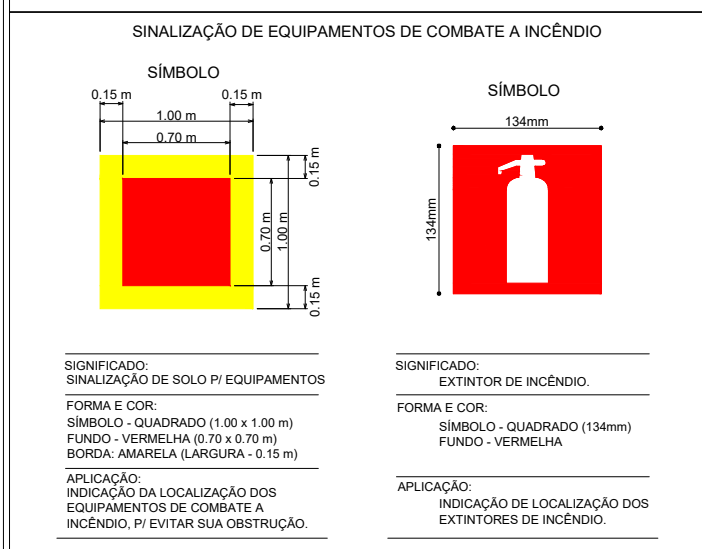 SINALIZAÇÃO DE EQUIPAMENTOS DE COMBATE A INCÊNDIO
SÍMBOLO
0.15 m
0.15 m
1.00 m
0.70 m
0.15 m
0.70 m
1.00 m
0.15 m
SIGNIFICADO:
SINALIZAÇÃO DE SOLO P/ EQUIPAMENTOS
FORMA E COR:
SÍMBOLO - QUADRADO (1.00 x 1.00 m)
FUNDO - VERMELHA (0.70 x 0.70 m)
BORDA: AMARELA (LARGURA - 0.15 m)
APLICAÇÃO:
INDICAÇÃO DA LOCALIZAÇÃO DOS
EQUIPAMENTOS DE COMBATE A
INCÊNDIO, P/ EVITAR SUA OBSTRUÇÃO.
SÍMBOLO
134mm
134mm
SIGNIFICADO:
EXTINTOR DE INCÊNDIO.
FORMA E COR:
SÍMBOLO - QUADRADO (134mm)
FUNDO - VERMELHA
APLICAÇÃO:
INDICAÇÃO DE LOCALIZAÇÃO DOS
EXTINTORES DE INCÊNDIO.